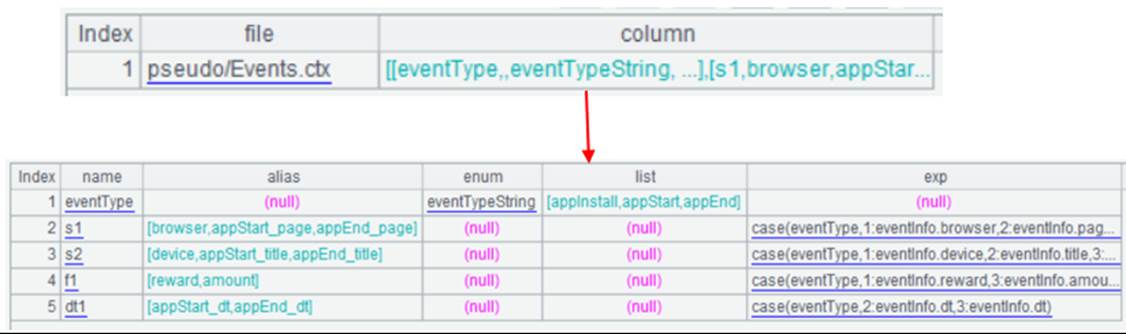 Index file column
1 pseudo/Events.ctx [[eventType,,eventTypeString, ...],[s1,browser,appStar...
Index name alias enum list exp
1 eventType (null) eventTypeString [appInstall,appStart,appEnd] (null)
2 s1 [browser,appStart_page,appEnd_page] (null) (null) case(eventType,1:eventInfo.browser,2:eventInfo.pag...
3 s2 [device,appStart_title,appEnd_title] (null) (null) case(eventType,1:eventInfo.device,2:eventInfo.title,3:...
4 f1 [reward,amount] (null) (null) case(eventType,1:eventInfo.reward,3:eventInfo.amou...
5 dt1 [appStart_dt,appEnd_dt] (null) (null) case(eventType,2:eventInfo.dt,3:eventInfo.dt)